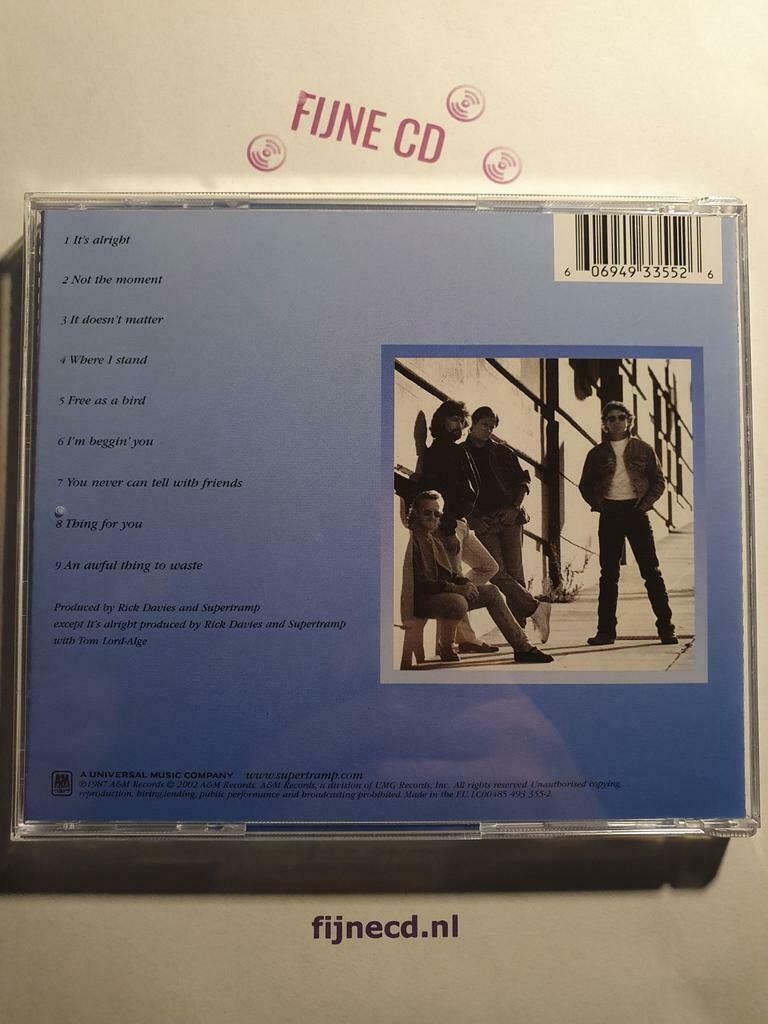 FIJNE CD
1 It's alright
2 Not the moment
3 It doesn't matter
4 Where I stand
5 Free as a bird
6 I'm beggin' you
7 You never can tell with friends
8 Thing for you
9 An awful thing to waste
Produced by Rick Davies and Supertramp
except It's alright produced by Rick Davies and Supertramp
with Tom Lord-Alge
6 06949 33552 6
A&M
A UNIVERSAL MUSIC COMPANY www.supertramp.com
℗1987 A&M Records © 2002 A&M Records. A&M Records, a division of UMG Records, Inc. All rights reserved. Unauthorised copying,
reproduction, hiring, lending, public performance and broadcasting prohibited. Made in the EU. LC00485 493 355-2.
fijnecd.nl